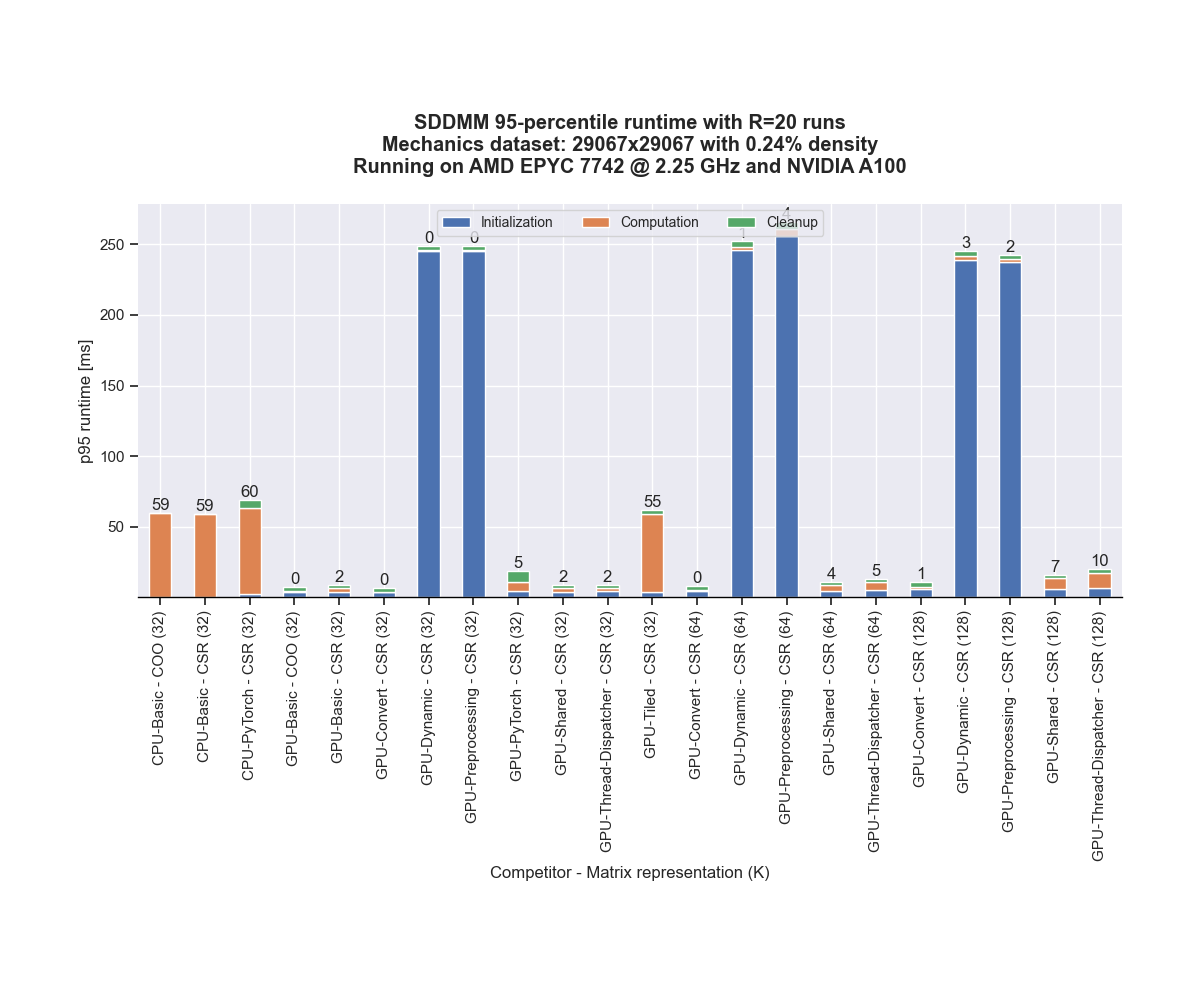 SDDMM 95-percentile runtime with R=20 runs
Mechanics dataset: 29067x29067 with 0.24% density
Running on AMD EPYC 7742 @ 2.25 GHz and NVIDIA A100
Initialization Computation Cleanup
p95 runtime [ms]
250
200
150
100
50
59
59
60
0
2
0
0
0
5
2
2
55
0
1
4
4
5
1
3
2
7
10
CPU-Basic - COO (32)
CPU-Basic - CSR (32)
CPU-PyTorch - CSR (32)
GPU-Basic - COO (32)
GPU-Basic - CSR (32)
GPU-Convert - CSR (32)
GPU-Dynamic - CSR (32)
GPU-Preprocessing - CSR (32)
GPU-PyTorch - CSR (32)
GPU-Shared - CSR (32)
GPU-Thread-Dispatcher - CSR (32)
GPU-Tiled - CSR (32)
GPU-Convert - CSR (64)
GPU-Dynamic - CSR (64)
GPU-Preprocessing - CSR (64)
GPU-Shared - CSR (64)
GPU-Thread-Dispatcher - CSR (64)
GPU-Convert - CSR (128)
GPU-Dynamic - CSR (128)
GPU-Preprocessing - CSR (128)
GPU-Shared - CSR (128)
GPU-Thread-Dispatcher - CSR (128)
Competitor - Matrix representation (K)